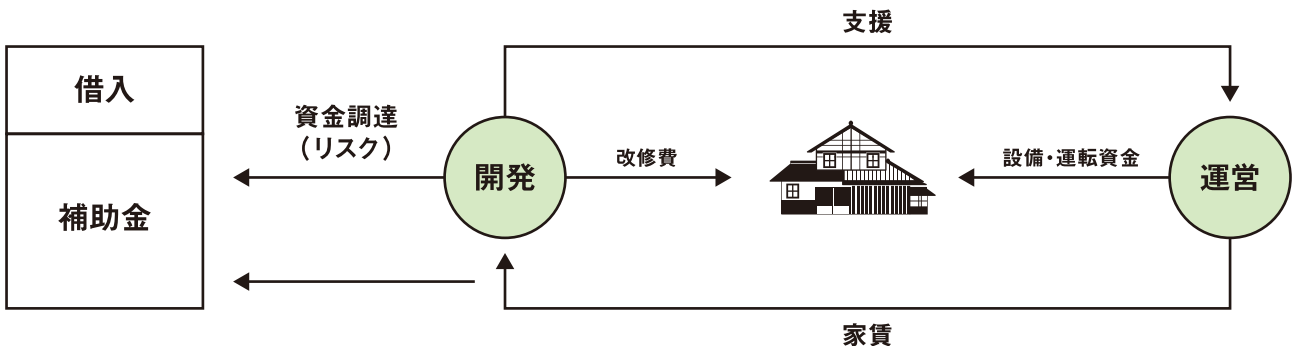 支援
借入
資金調達
（リスク）
補助金
開発
改修費
設備・運転資金
運営
家賃